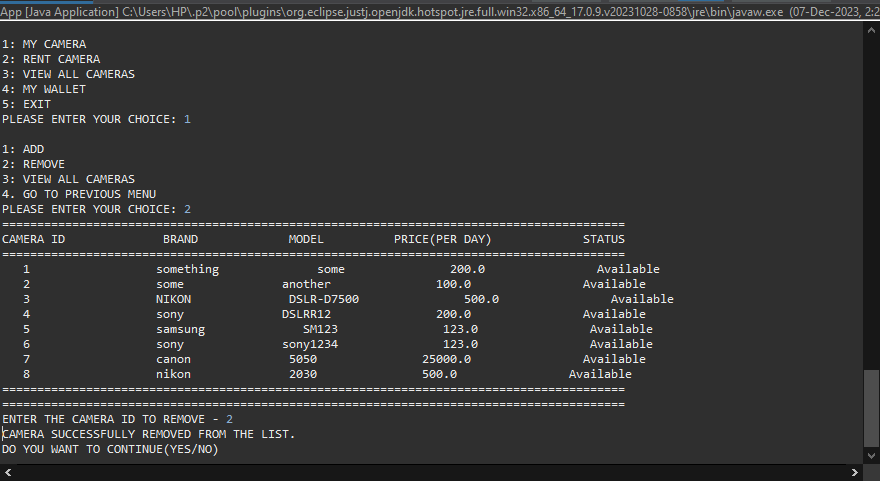 App [Java Application] C:\Users\HP\.p2\pool\plugins\org.eclipse.justj.openjdk.hotspot.jre.full.win32.x86_64_17.0.9.v20231028-0858\jre\bin\javaw.exe (07-Dec-2023, 2:2
1: MY CAMERA
2: RENT CAMERA
3: VIEW ALL CAMERAS
4: MY WALLET
5: EXIT
PLEASE ENTER YOUR CHOICE: 1
1: ADD
2: REMOVE
3: VIEW ALL CAMERAS
4. GO TO PREVIOUS MENU
PLEASE ENTER YOUR CHOICE: 2
=========================================================================================
CAMERA ID BRAND MODEL PRICE(PER DAY) STATUS
=========================================================================================
1 something some 200.0 Available
2 some another 100.0 Available
3 NIKON DSLR-D7500 500.0 Available
4 sony DSLRR12 200.0 Available
5 samsung SM123 123.0 Available
6 sony sony1234 123.0 Available
7 canon 5050 25000.0 Available
8 nikon 2030 500.0 Available
=========================================================================================
=========================================================================================
ENTER THE CAMERA ID TO REMOVE - 2
CAMERA SUCCESSFULLY REMOVED FROM THE LIST.
DO YOU WANT TO CONTINUE(YES/NO)